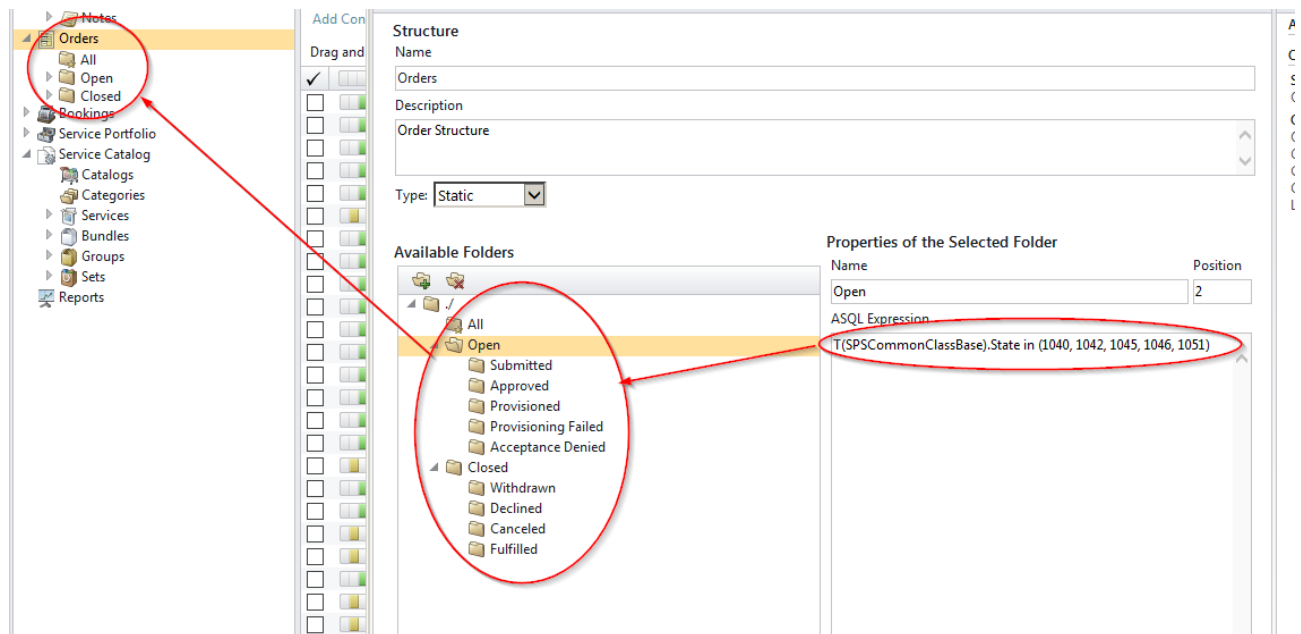 Notes
Orders
All
Open
Closed
Bookings
Service Portfolio
Service Catalog
Catalogs
Categories
Services
Bundles
Groups
Sets
Reports
Add Con
Drag and
Structure
Name
Orders
Description
Order Structure
Type: Static
Available Folders
./
All
Open
Submitted
Approved
Provisioned
Provisioning Failed
Acceptance Denied
Closed
Withdrawn
Declined
Canceled
Fulfilled
Properties of the Selected Folder
Name Position
Open 2
ASQL Expression
T(SPSCommonClassBase).State in (1040, 1042, 1045, 1046, 1051)